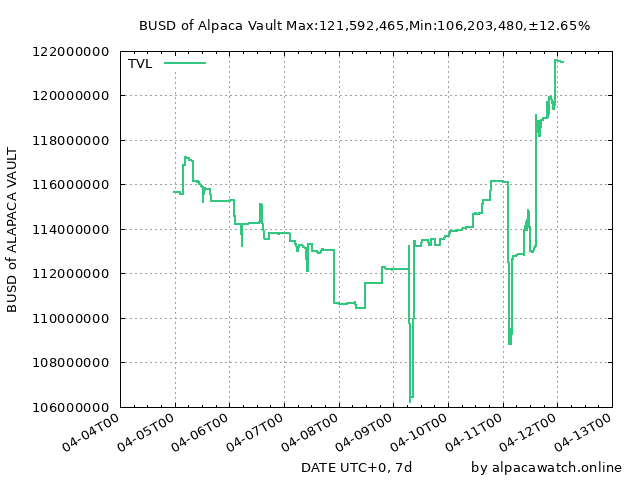 BUSD of Alpaca Vault Max:121,592,465,Min:106,203,480,±12.65%
122000000
TVL
120000000
118000000
116000000
114000000
112000000
110000000
108000000
106000000
BUSD of ALAPACA VAULT
04-04T00
04-05T00
04-06T00
04-07T00
04-08T00
04-09T00
04-10T00
04-11T00
04-12T00
04-13T00
DATE UTC+0, 7d
by alpacawatch.online